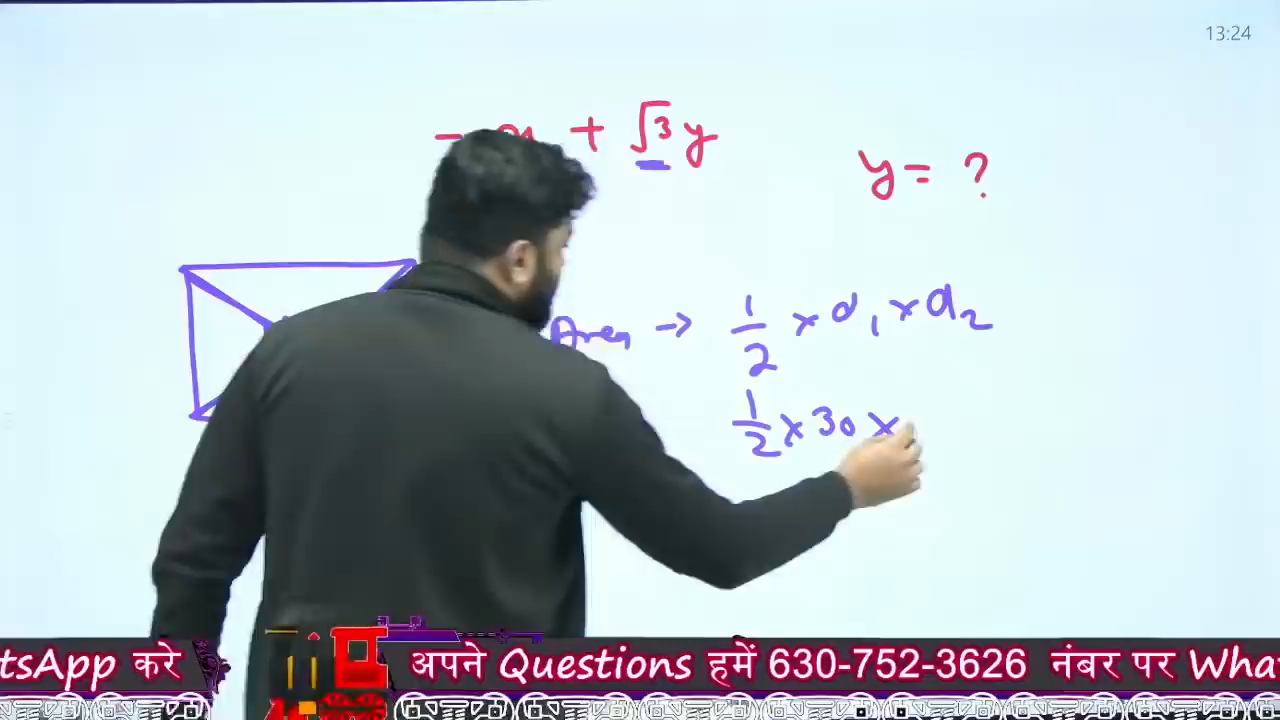 13:24
+ √3y
y = ?
Area → 1/2 × d₁ × d₂
1/2 × 30 ×
tsApp करे अपने Questions हमें 630-752-3626 नंबर पर Wha